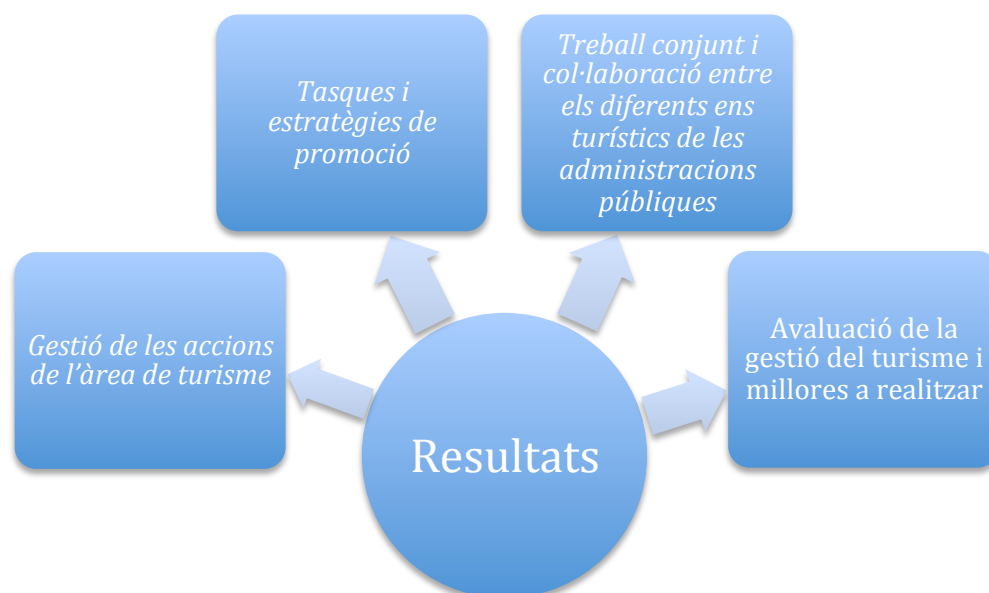 Tasques i
estratègies de
promoció
Treball conjunt i
col·laboració entre
els diferents ens
turístics de les
administracions
públiques
Gestió de les accions
de l’àrea de turisme
Avaluació de la
gestió del turisme i
millores a realitzar
Resultats